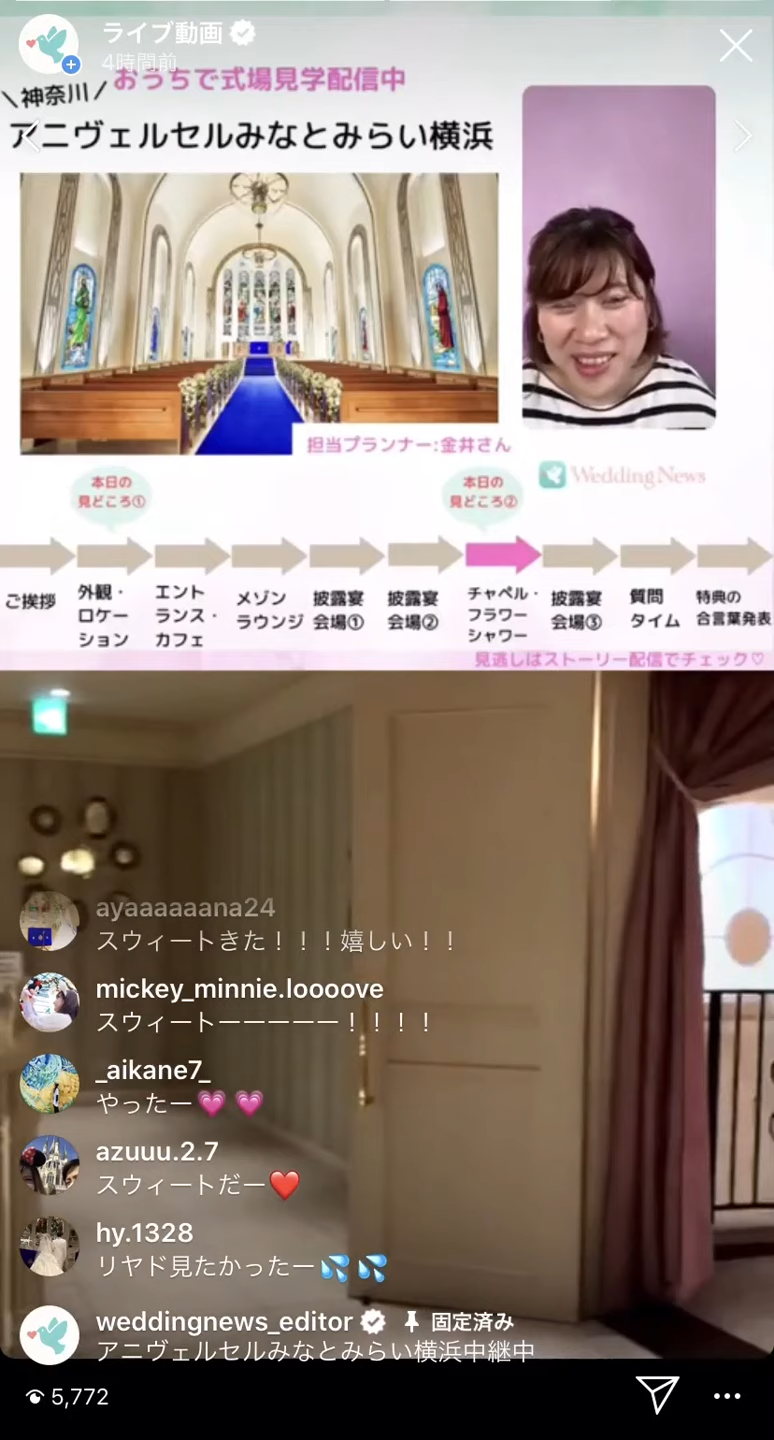 ライブ動画
4時間前
おうちで式場見学配信中
＼神奈川／
アニヴェルセルみなとみらい横浜
担当プランナー:金井さん
WeddingNews
本日の
見どころ①
本日の
見どころ②
ご挨拶
外観・
ロケー
ション
エント
ランス・
カフェ
メゾン
ラウンジ
披露宴
会場①
披露宴
会場②
チャペル・
フラワー
シャワー
披露宴
会場③
質問
タイム
特典の
合言葉発表
見逃しはストーリー配信でチェック♡
ayaaaaaana24
スウィートきた！！！嬉しい！！
mickey_minnie.loooove
スウィートーーーーー！！！！
_aikane7_
やったー💗 💗
azuuu.2.7
スウィートだー❤️
hy.1328
リヤド見たかったー💦 💦
weddingnews_editor 固定済み
アニヴェルセルみなとみらい横浜中継中
5,772